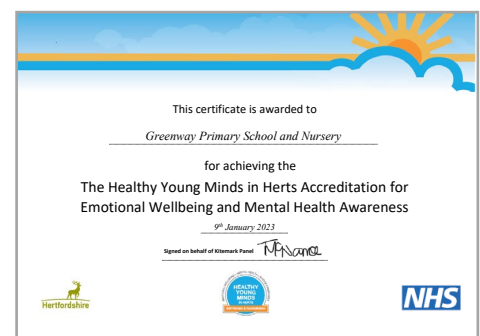 This certificate is awarded to
Greenway Primary School and Nursery
for achieving the
The Healthy Young Minds in Herts Accreditation for
Emotional Wellbeing and Mental Health Awareness
9th January 2023
Signed on behalf of Kitemark Panel
Hertfordshire
HEALTHY
YOUNG
MINDS
IN HERTS
NHS